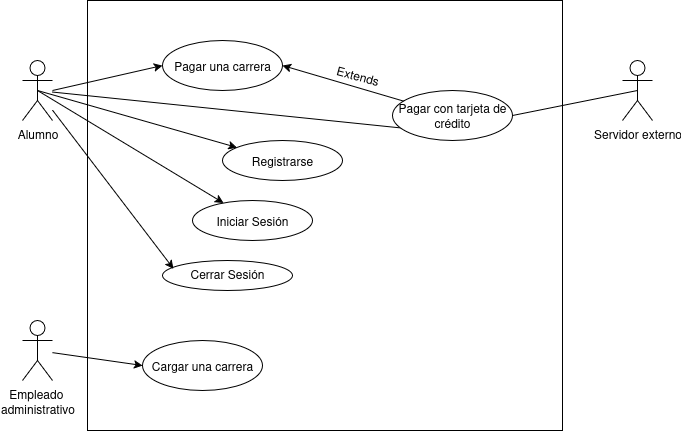 Pagar una carrera
Extends
Pagar con tarjeta de
crédito
Alumno
Servidor externo
Registrarse
Iniciar Sesión
Cerrar Sesión
Cargar una carrera
Empleado
administrativo